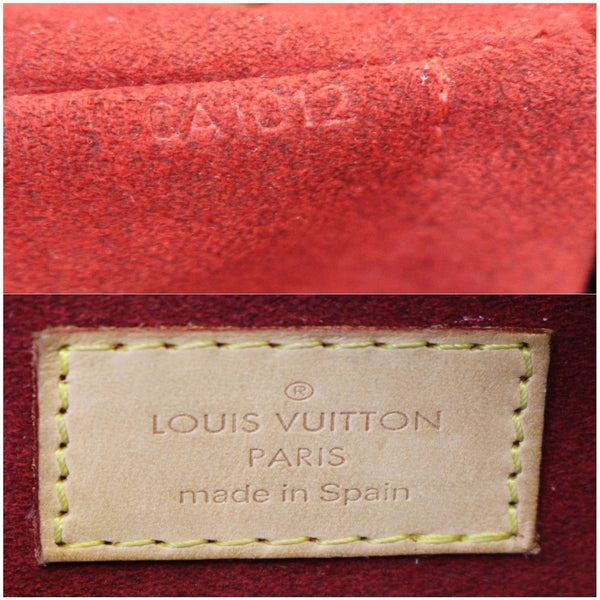 CA1012
®
LOUIS VUITTON
PARIS
made in Spain